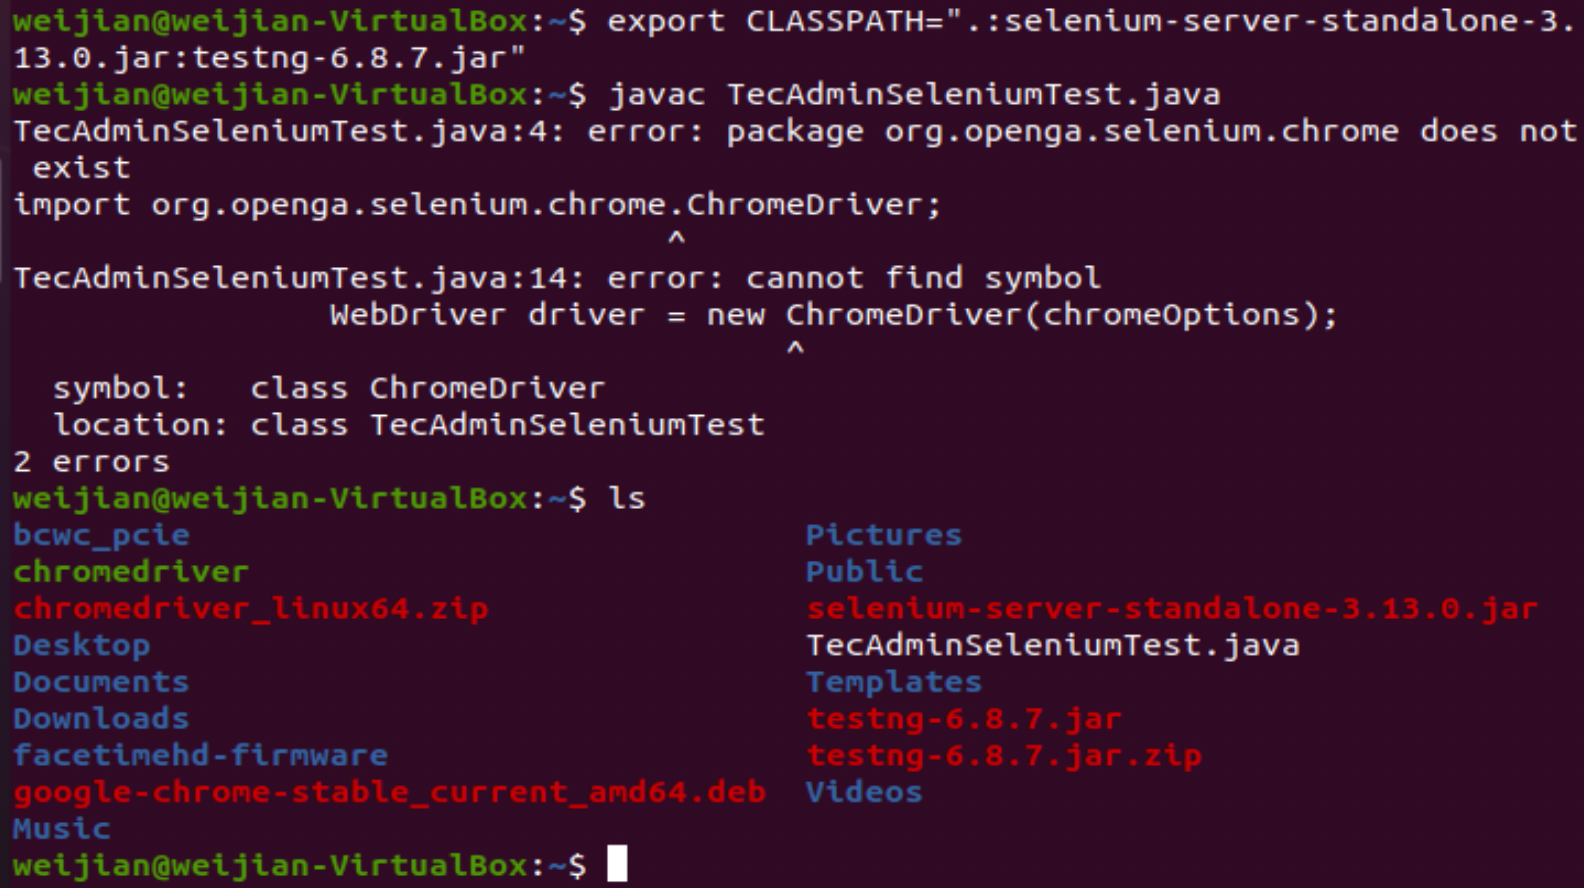 weijian@weijian-VirtualBox:~$ export CLASSPATH=".:selenium-server-standalone-3.
13.0.jar:testng-6.8.7.jar"
weijian@weijian-VirtualBox:~$ javac TecAdminSeleniumTest.java
TecAdminSeleniumTest.java:4: error: package org.openga.selenium.chrome does not
 exist
import org.openga.selenium.chrome.ChromeDriver;
                                 ^
TecAdminSeleniumTest.java:14: error: cannot find symbol
                WebDriver driver = new ChromeDriver(chromeOptions);
                                       ^
  symbol:   class ChromeDriver
  location: class TecAdminSeleniumTest
2 errors
weijian@weijian-VirtualBox:~$ ls
bcwc_pcie                               Pictures
chromedriver                            Public
chromedriver_linux64.zip                selenium-server-standalone-3.13.0.jar
Desktop                                 TecAdminSeleniumTest.java
Documents                               Templates
Downloads                               testng-6.8.7.jar
facetimehd-firmware                     testng-6.8.7.jar.zip
google-chrome-stable_current_amd64.deb  Videos
Music
weijian@weijian-VirtualBox:~$